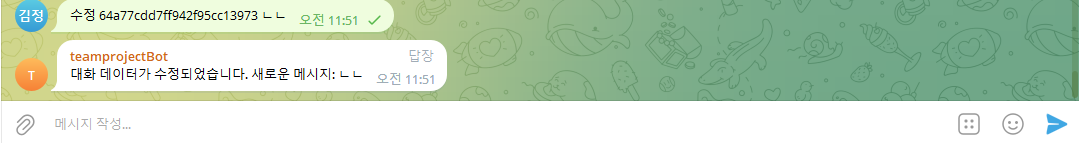 김정
수정 64a77cdd7ff942f95cc13973 ㄴㄴ 오전 11:51
teamprojectBot 답장
T
대화 데이터가 수정되었습니다. 새로운 메시지: ㄴㄴ 오전 11:51
메시지 작성...